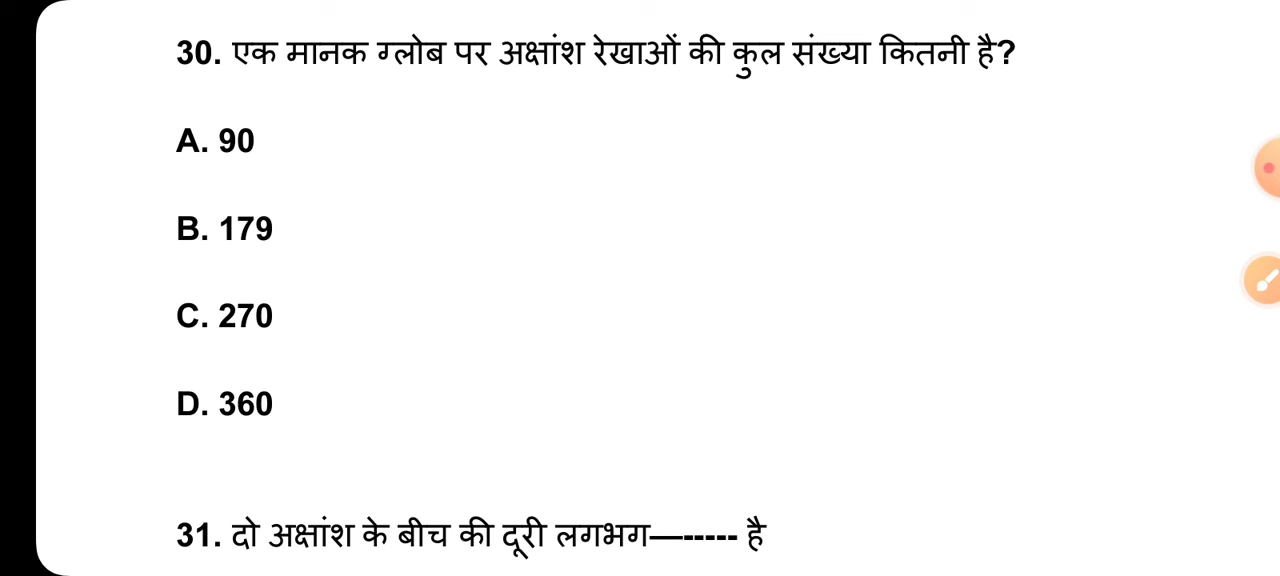 30. एक मानक ग्लोब पर अक्षांश रेखाओं की कुल संख्या कितनी है?
A. 90
B. 179
C. 270
D. 360
31. दो अक्षांश के बीच की दूरी लगभग—------ है